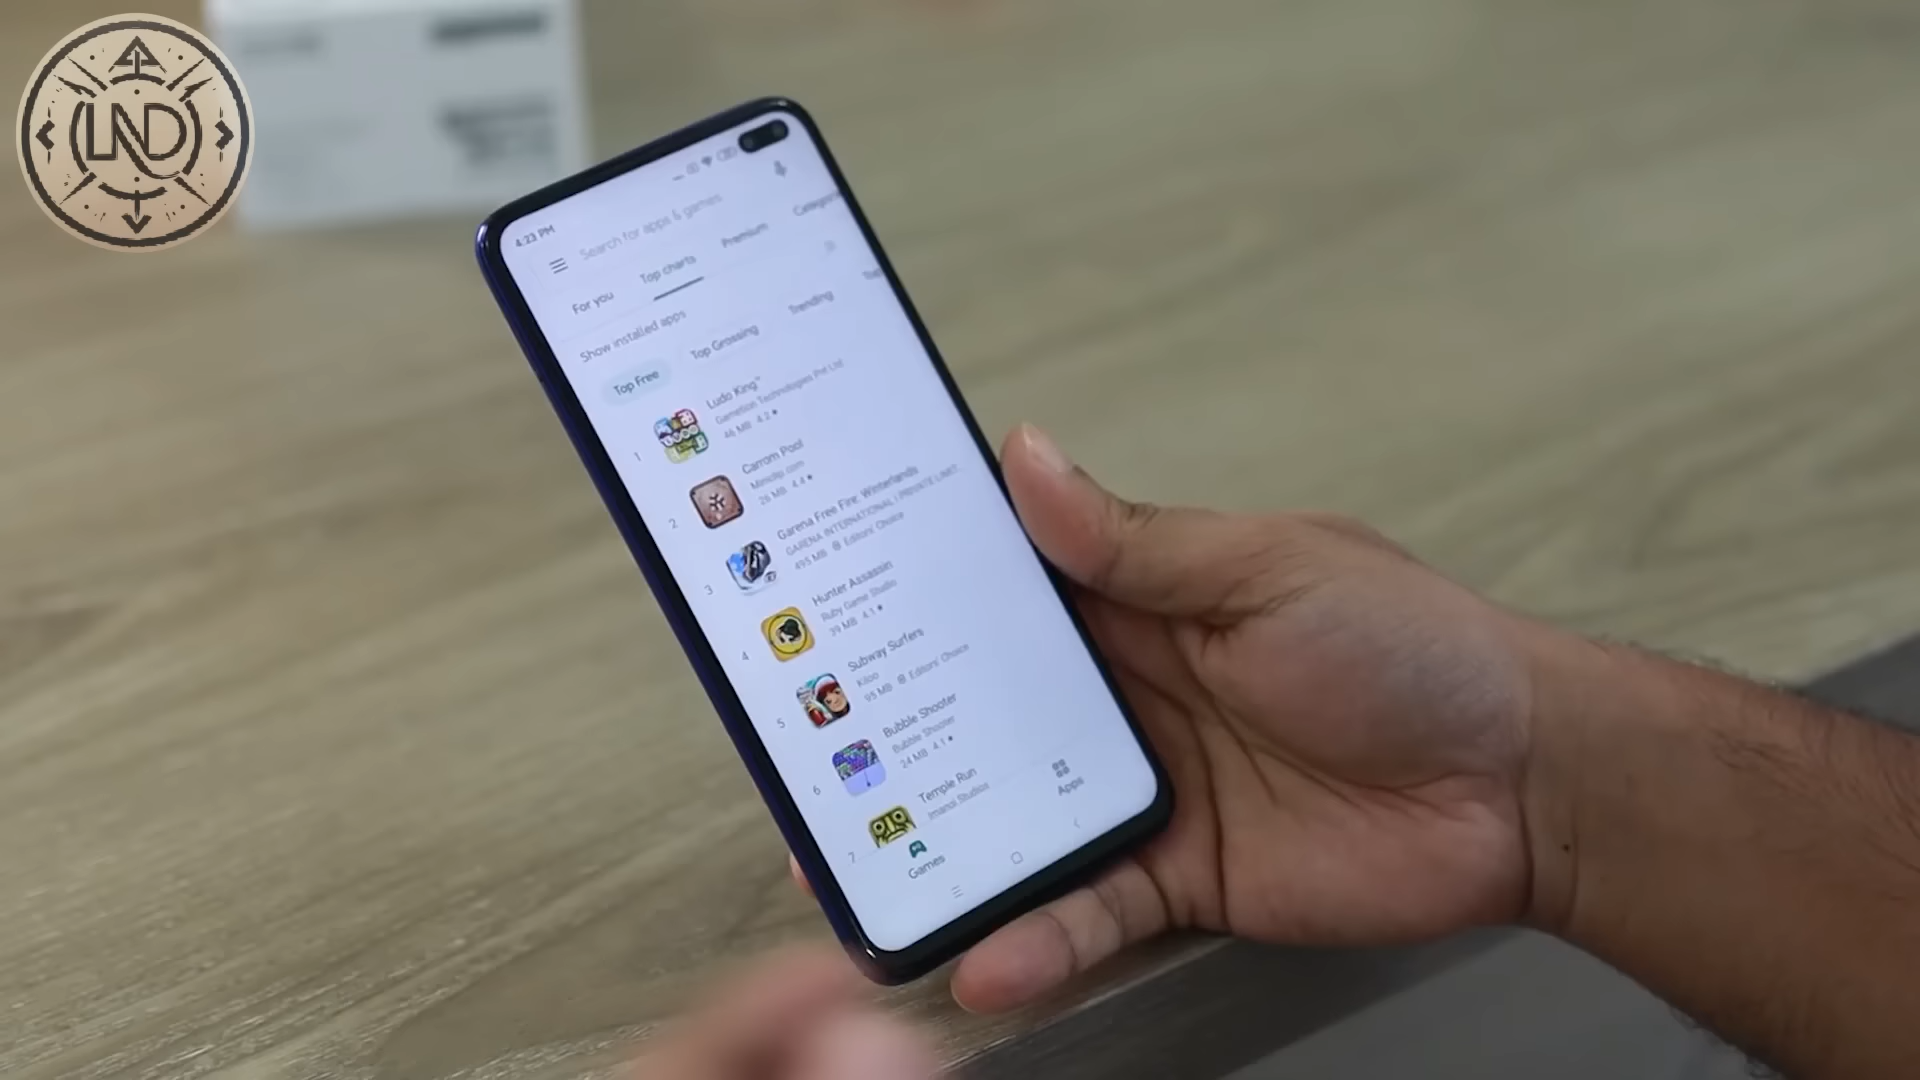 LND
4:23 PM
Search for apps & games
For you
Top charts
Premium
Categories
Show installed apps
Top Free
Top Grossing
Trending
1
Ludo King™
Gametion Technologies Pvt Ltd
46 MB 4.2★
2
Carrom Pool
Miniclip.com
26 MB 4.4★
3
Garena Free Fire: Winterlands
GARENA INTERNATIONAL I PRIVATE LIMIT...
495 MB Editors' Choice
4
Hunter Assassin
Ruby Game Studio
39 MB 4.1★
5
Subway Surfers
Kiloo
95 MB Editors' Choice
6
Bubble Shooter
Bubble Shooter
24 MB 4.1★
7
Temple Run
Imangi Studios
Games
Apps